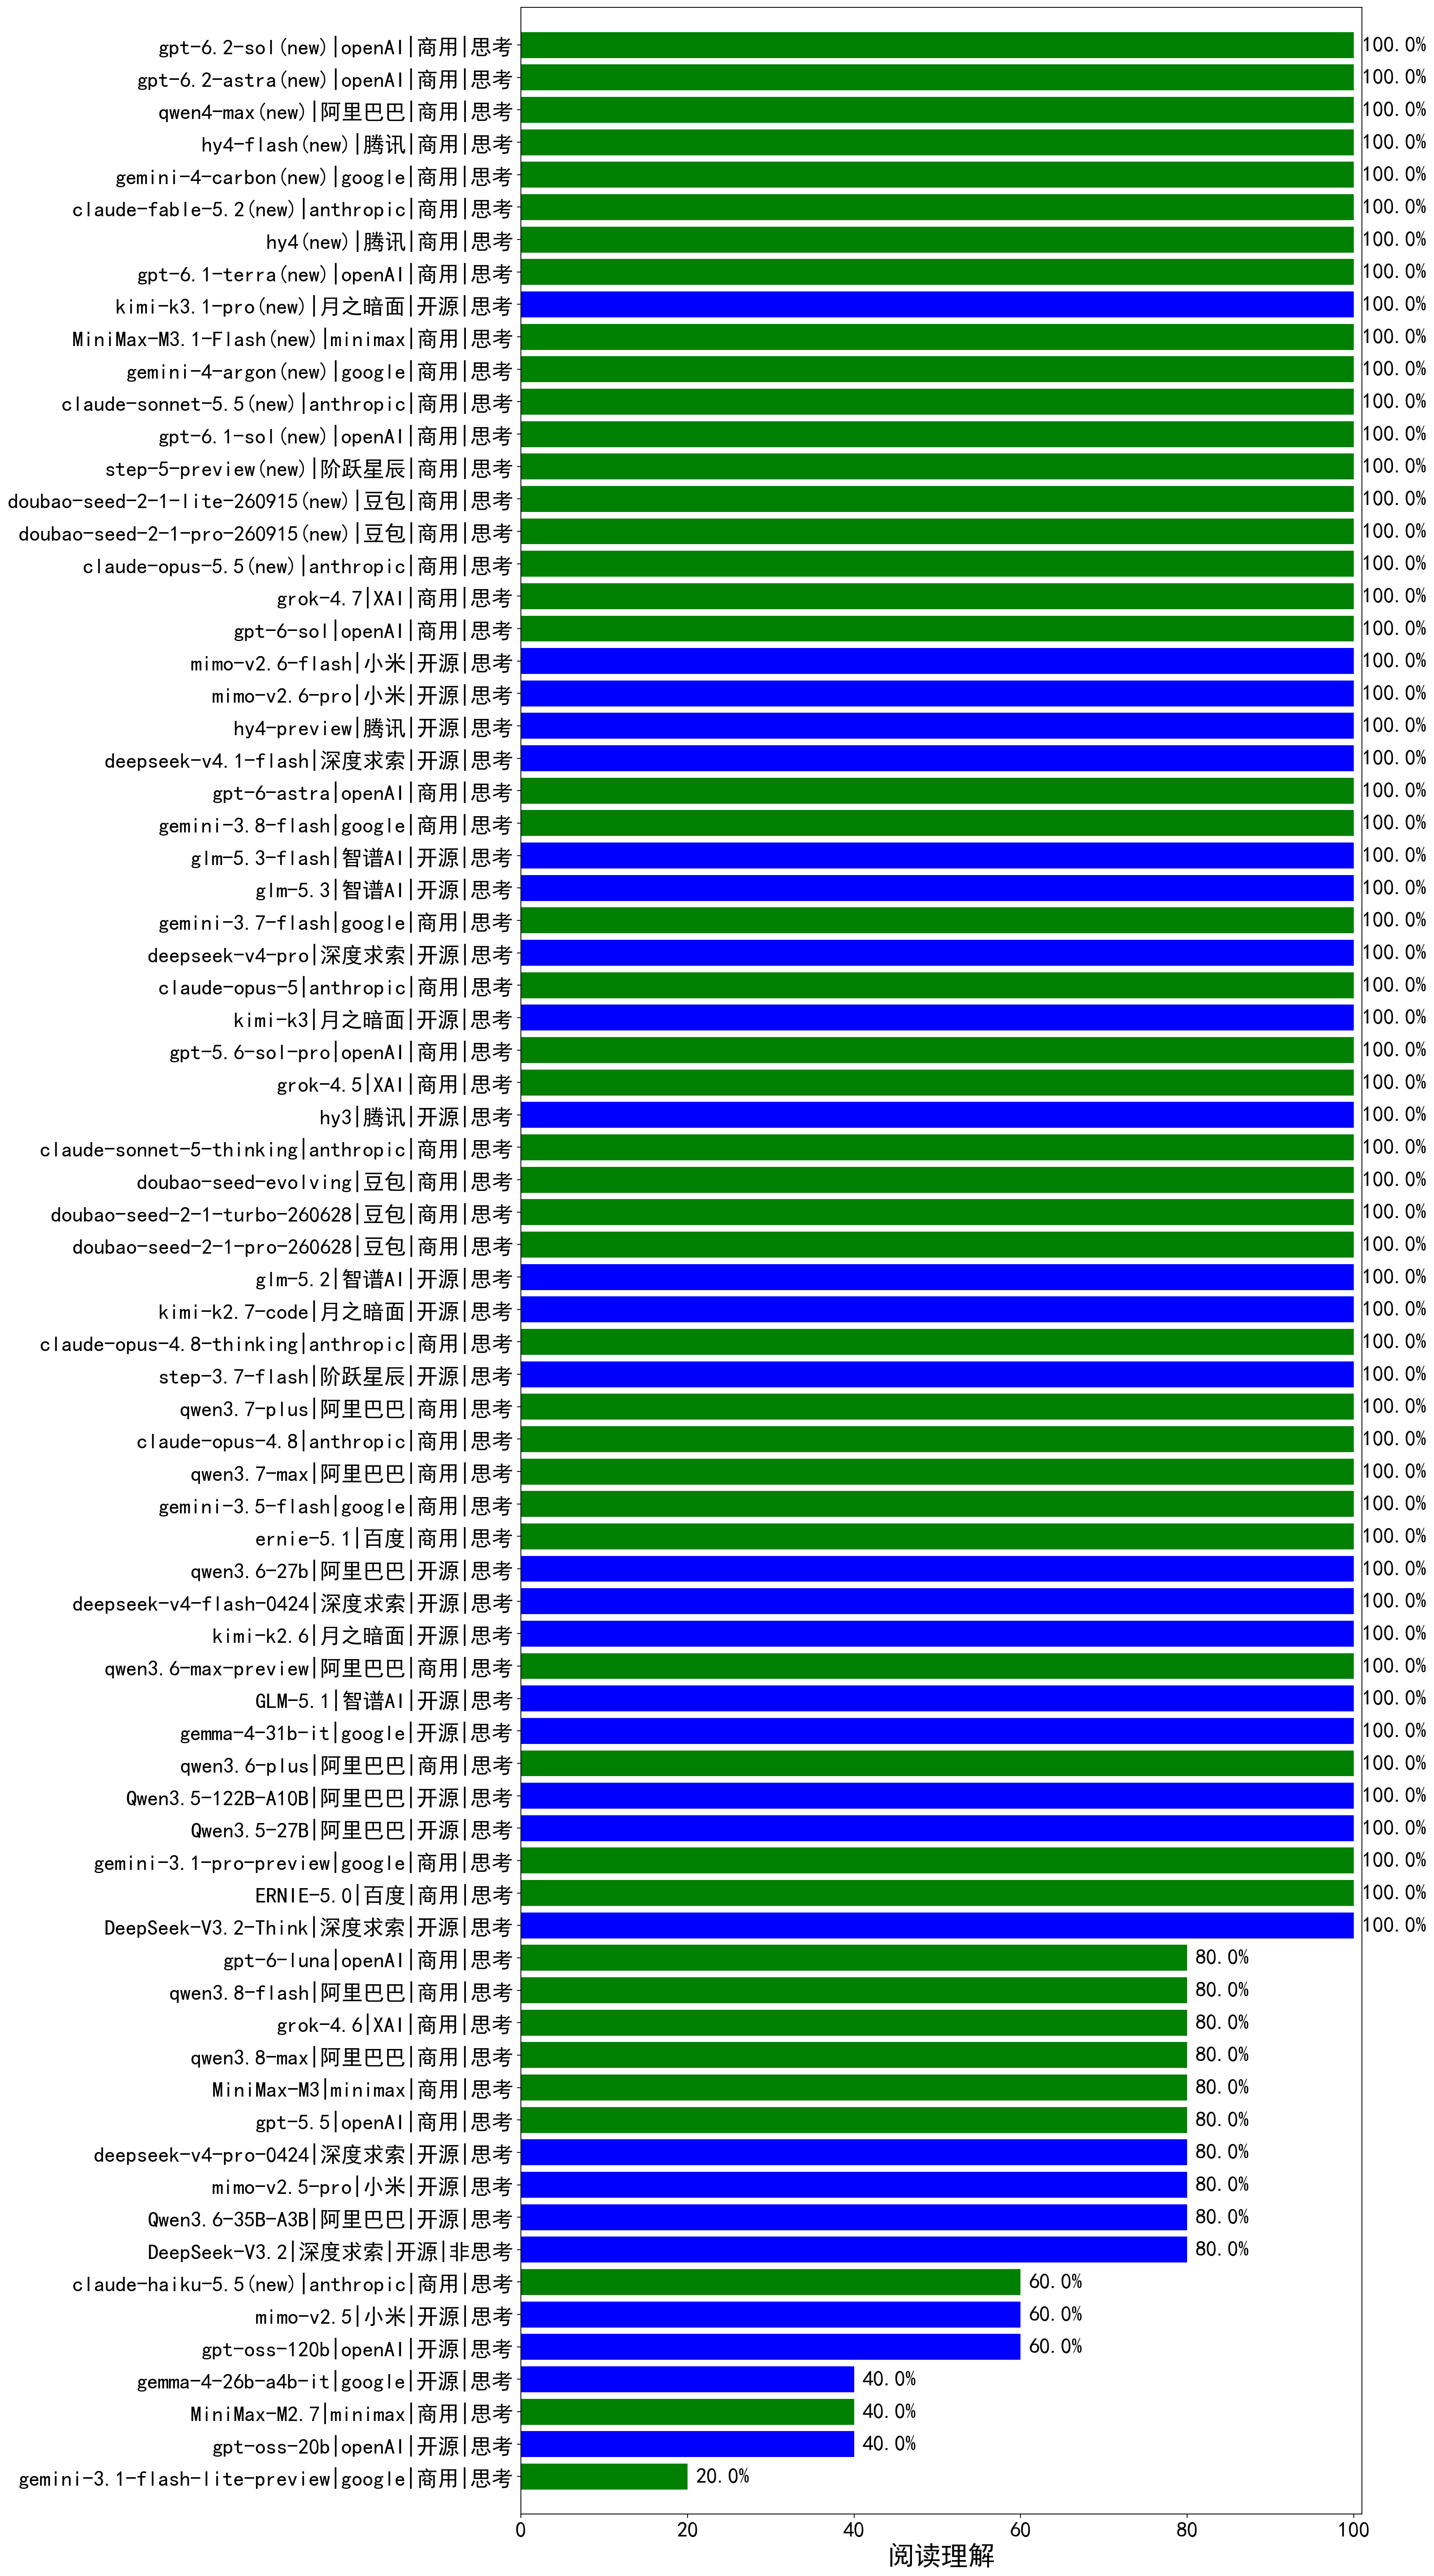 gpt-6.2-sol(new)|openAI|商用|思考 100.0%
gpt-6.2-astra(new)|openAI|商用|思考 100.0%
qwen4-max(new)|阿里巴巴|商用|思考 100.0%
hy4-flash(new)|腾讯|商用|思考 100.0%
gemini-4-carbon(new)|google|商用|思考 100.0%
claude-fable-5.2(new)|anthropic|商用|思考 100.0%
hy4(new)|腾讯|商用|思考 100.0%
gpt-6.1-terra(new)|openAI|商用|思考 100.0%
kimi-k3.1-pro(new)|月之暗面|开源|思考 100.0%
MiniMax-M3.1-Flash(new)|minimax|商用|思考 100.0%
gemini-4-argon(new)|google|商用|思考 100.0%
claude-sonnet-5.5(new)|anthropic|商用|思考 100.0%
gpt-6.1-sol(new)|openAI|商用|思考 100.0%
step-5-preview(new)|阶跃星辰|商用|思考 100.0%
doubao-seed-2-1-lite-260915(new)|豆包|商用|思考 100.0%
doubao-seed-2-1-pro-260915(new)|豆包|商用|思考 100.0%
claude-opus-5.5(new)|anthropic|商用|思考 100.0%
grok-4.7|XAI|商用|思考 100.0%
gpt-6-sol|openAI|商用|思考 100.0%
mimo-v2.6-flash|小米|开源|思考 100.0%
mimo-v2.6-pro|小米|开源|思考 100.0%
hy4-preview|腾讯|开源|思考 100.0%
deepseek-v4.1-flash|深度求索|开源|思考 100.0%
gpt-6-astra|openAI|商用|思考 100.0%
gemini-3.8-flash|google|商用|思考 100.0%
glm-5.3-flash|智谱AI|开源|思考 100.0%
glm-5.3|智谱AI|开源|思考 100.0%
gemini-3.7-flash|google|商用|思考 100.0%
deepseek-v4-pro|深度求索|开源|思考 100.0%
claude-opus-5|anthropic|商用|思考 100.0%
kimi-k3|月之暗面|开源|思考 100.0%
gpt-5.6-sol-pro|openAI|商用|思考 100.0%
grok-4.5|XAI|商用|思考 100.0%
hy3|腾讯|开源|思考 100.0%
claude-sonnet-5-thinking|anthropic|商用|思考 100.0%
doubao-seed-evolving|豆包|商用|思考 100.0%
doubao-seed-2-1-turbo-260628|豆包|商用|思考 100.0%
doubao-seed-2-1-pro-260628|豆包|商用|思考 100.0%
glm-5.2|智谱AI|开源|思考 100.0%
kimi-k2.7-code|月之暗面|开源|思考 100.0%
claude-opus-4.8-thinking|anthropic|商用|思考 100.0%
step-3.7-flash|阶跃星辰|开源|思考 100.0%
qwen3.7-plus|阿里巴巴|商用|思考 100.0%
claude-opus-4.8|anthropic|商用|思考 100.0%
qwen3.7-max|阿里巴巴|商用|思考 100.0%
gemini-3.5-flash|google|商用|思考 100.0%
ernie-5.1|百度|商用|思考 100.0%
qwen3.6-27b|阿里巴巴|开源|思考 100.0%
deepseek-v4-flash-0424|深度求索|开源|思考 100.0%
kimi-k2.6|月之暗面|开源|思考 100.0%
qwen3.6-max-preview|阿里巴巴|商用|思考 100.0%
GLM-5.1|智谱AI|开源|思考 100.0%
gemma-4-31b-it|google|开源|思考 100.0%
qwen3.6-plus|阿里巴巴|商用|思考 100.0%
Qwen3.5-122B-A10B|阿里巴巴|开源|思考 100.0%
Qwen3.5-27B|阿里巴巴|开源|思考 100.0%
gemini-3.1-pro-preview|google|商用|思考 100.0%
ERNIE-5.0|百度|商用|思考 100.0%
DeepSeek-V3.2-Think|深度求索|开源|思考 100.0%
gpt-6-luna|openAI|商用|思考 80.0%
qwen3.8-flash|阿里巴巴|商用|思考 80.0%
grok-4.6|XAI|商用|思考 80.0%
qwen3.8-max|阿里巴巴|商用|思考 80.0%
MiniMax-M3|minimax|商用|思考 80.0%
gpt-5.5|openAI|商用|思考 80.0%
deepseek-v4-pro-0424|深度求索|开源|思考 80.0%
mimo-v2.5-pro|小米|开源|思考 80.0%
Qwen3.6-35B-A3B|阿里巴巴|开源|思考 80.0%
DeepSeek-V3.2|深度求索|开源|非思考 80.0%
claude-haiku-5.5(new)|anthropic|商用|思考 60.0%
mimo-v2.5|小米|开源|思考 60.0%
gpt-oss-120b|openAI|开源|思考 60.0%
gemma-4-26b-a4b-it|google|开源|思考 40.0%
MiniMax-M2.7|minimax|商用|思考 40.0%
gpt-oss-20b|openAI|开源|思考 40.0%
gemini-3.1-flash-lite-preview|google|商用|思考 20.0%
0 20 40 60 80 100
阅读理解